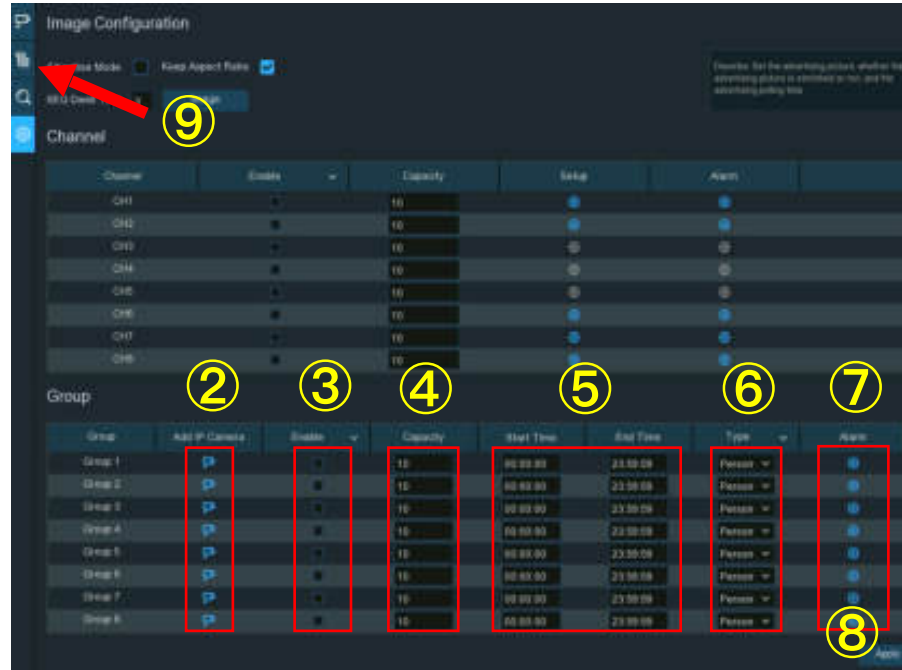 Image Configuration
Mode Keep Aspect Ratio
⑨
Channel
Channel Enable Capacity Setup Alarm
CH1 10
CH2 10
CH3 10
CH4 10
CH5 10
CH6 10
CH7 10
CH8 10
② ③ ④ ⑤ ⑥ ⑦
Group
Group Add IP Camera Enable Capacity Start Time End Time Type Alarm
Group 1 10 00:00:00 23:59:59 Person
Group 2 10 00:00:00 23:59:59 Person
Group 3 10 00:00:00 23:59:59 Person
Group 4 10 00:00:00 23:59:59 Person
Group 5 10 00:00:00 23:59:59 Person
Group 6 10 00:00:00 23:59:59 Person
Group 7 10 00:00:00 23:59:59 Person
Group 8 10 00:00:00 23:59:59 Person
⑧
Apply